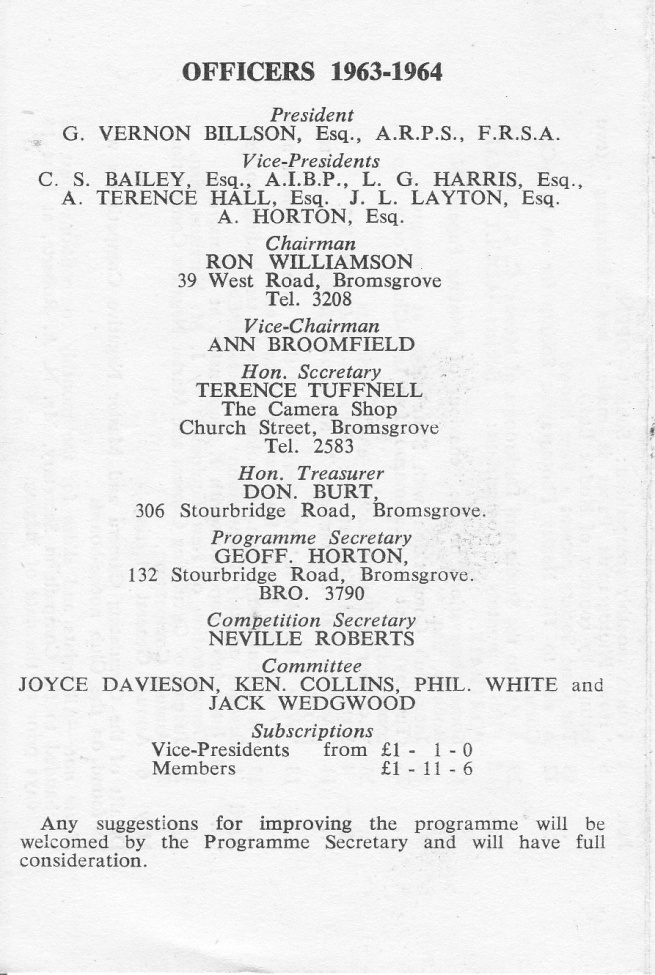 OFFICERS 1963-1964
President
G. VERNON BILLSON, Esq., A.R.P.S., F.R.S.A.
Vice-Presidents
C. S. BAILEY, Esq., A.I.B.P., L. G. HARRIS, Esq.,
A. TERENCE HALL, Esq. J. L. LAYTON, Esq.
A. HORTON, Esq.
Chairman
RON WILLIAMSON
39 West Road, Bromsgrove
Tel. 3208
Vice-Chairman
ANN BROOMFIELD
Hon. Sccretary
TERENCE TUFFNELL
The Camera Shop
Church Street, Bromsgrove
Tel. 2583
Hon. Treasurer
DON. BURT,
306 Stourbridge Road, Bromsgrove.
Programme Secretary
GEOFF. HORTON,
132 Stourbridge Road, Bromsgrove.
BRO. 3790
Competition Secretary
NEVILLE ROBERTS
Committee
JOYCE DAVIESON, KEN. COLLINS, PHIL. WHITE and
JACK WEDGWOOD
Subscriptions
Vice-Presidents from £1 - 1 - 0
Members £1 - 11 - 6
Any suggestions for improving the programme will be
welcomed by the Programme Secretary and will have full
consideration.